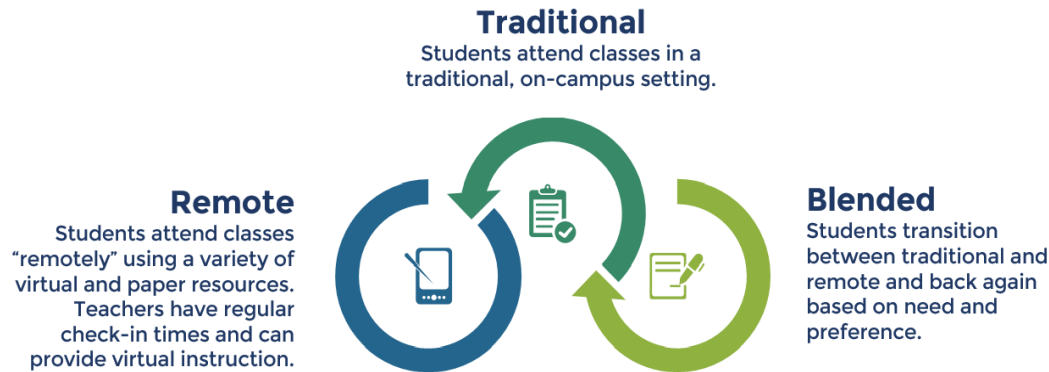 Traditional
Students attend classes in a
traditional, on-campus setting.
Remote
Students attend classes
“remotely” using a variety of
virtual and paper resources.
Teachers have regular
check-in times and can
provide virtual instruction.
Blended
Students transition
between traditional and
remote and back again
based on need and
preference.